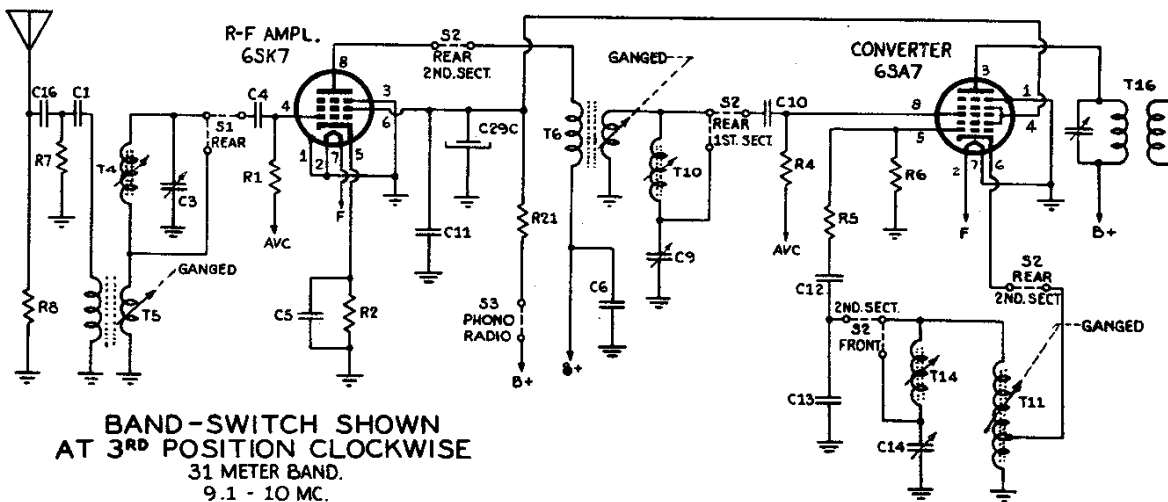 R-F AMPL.
6SK7
S2
REAR
2ND. SECT.
GANGED
CONVERTER
6SA7
T16
C16
C1
R7
T4
C3
S1
REAR
C4
4
8
3
6
1
2
7
5
R1
AVC
F
C29C
C11
R21
T6
T10
S2
REAR
1ST. SECT.
C10
C9
R4
AVC
8
5
3
1
4
2
7
6
R6
R5
F
B+
R8
T5
GANGED
C5
R2
S3
PHONO
RADIO
B+
B+
C6
C12
2ND. SECT.
S2
FRONT
C13
T14
C14
S2
REAR
2ND. SECT
GANGED
T11
BAND-SWITCH SHOWN
AT 3RD POSITION CLOCKWISE
31 METER BAND.
9.1 - 10 MC.